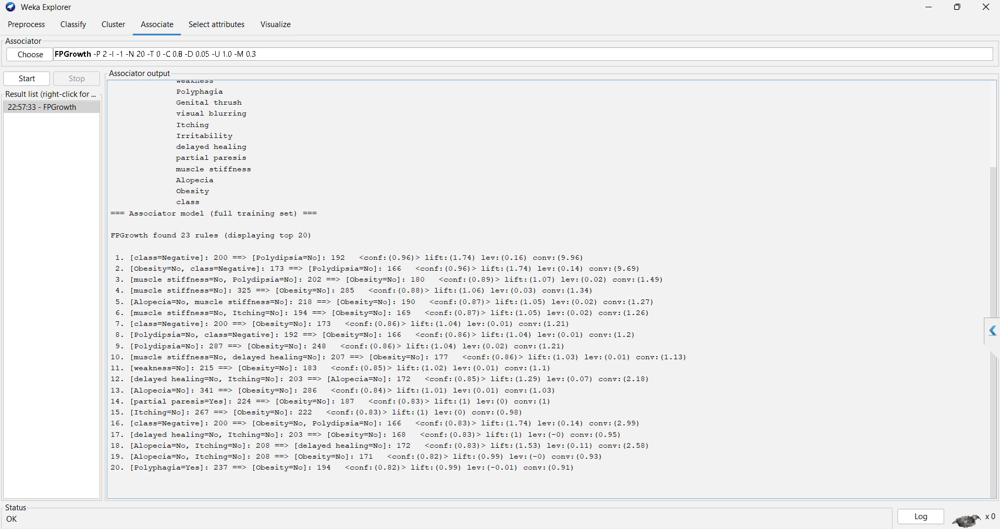 Weka Explorer
Preprocess Classify Cluster Associate Select attributes Visualize
Associator
Choose FPGrowth -P 2 -I -1 -N 20 -T 0 -C 0.8 -D 0.05 -U 1.0 -M 0.3
Start Stop
Associator output
Result list (right-click for ...
22:57:33 - FPGrowth
weakness
Polyphagia
Genital thrush
visual blurring
Itching
Irritability
delayed healing
partial paresis
muscle stiffness
Alopecia
Obesity
class
=== Associator model (full training set) ===
FPGrowth found 23 rules (displaying top 20)
1. [class=Negative]: 200 ==> [Polydipsia=No]: 192 <conf:(0.96)> lift:(1.74) lev:(0.16) conv:(9.96)
2. [Obesity=No, class=Negative]: 173 ==> [Polydipsia=No]: 166 <conf:(0.96)> lift:(1.74) lev:(0.14) conv:(9.69)
3. [muscle stiffness=No, Polydipsia=No]: 202 ==> [Obesity=No]: 180 <conf:(0.89)> lift:(1.07) lev:(0.02) conv:(1.49)
4. [muscle stiffness=No]: 325 ==> [Obesity=No]: 285 <conf:(0.88)> lift:(1.06) lev:(0.03) conv:(1.34)
5. [Alopecia=No, muscle stiffness=No]: 218 ==> [Obesity=No]: 190 <conf:(0.87)> lift:(1.05) lev:(0.02) conv:(1.27)
6. [muscle stiffness=No, Itching=No]: 194 ==> [Obesity=No]: 169 <conf:(0.87)> lift:(1.05) lev:(0.02) conv:(1.26)
7. [class=Negative]: 200 ==> [Obesity=No]: 173 <conf:(0.86)> lift:(1.04) lev:(0.01) conv:(1.21)
8. [Polydipsia=No, class=Negative]: 192 ==> [Obesity=No]: 166 <conf:(0.86)> lift:(1.04) lev:(0.01) conv:(1.2)
9. [Polydipsia=No]: 287 ==> [Obesity=No]: 248 <conf:(0.86)> lift:(1.04) lev:(0.02) conv:(1.21)
10. [muscle stiffness=No, delayed healing=No]: 207 ==> [Obesity=No]: 177 <conf:(0.86)> lift:(1.03) lev:(0.01) conv:(1.13)
11. [weakness=No]: 215 ==> [Obesity=No]: 183 <conf:(0.85)> lift:(1.02) lev:(0.01) conv:(1.1)
12. [delayed healing=No, Itching=No]: 203 ==> [Alopecia=No]: 172 <conf:(0.85)> lift:(1.29) lev:(0.07) conv:(2.18)
13. [Alopecia=No]: 341 ==> [Obesity=No]: 286 <conf:(0.84)> lift:(1.01) lev:(0.01) conv:(1.03)
14. [partial paresis=Yes]: 224 ==> [Obesity=No]: 187 <conf:(0.83)> lift:(1) lev:(0) conv:(1)
15. [Itching=No]: 267 ==> [Obesity=No]: 222 <conf:(0.83)> lift:(1) lev:(0) conv:(0.98)
16. [class=Negative]: 200 ==> [Obesity=No, Polydipsia=No]: 166 <conf:(0.83)> lift:(1.74) lev:(0.14) conv:(2.99)
17. [delayed healing=No, Itching=No]: 203 ==> [Obesity=No]: 168 <conf:(0.83)> lift:(1) lev:(-0) conv:(0.95)
18. [Alopecia=No, Itching=No]: 208 ==> [delayed healing=No]: 172 <conf:(0.83)> lift:(1.53) lev:(0.11) conv:(2.58)
19. [Alopecia=No, Itching=No]: 208 ==> [Obesity=No]: 171 <conf:(0.82)> lift:(0.99) lev:(-0) conv:(0.93)
20. [Polyphagia=Yes]: 237 ==> [Obesity=No]: 194 <conf:(0.82)> lift:(0.99) lev:(-0.01) conv:(0.91)
Status
OK
Log x 0